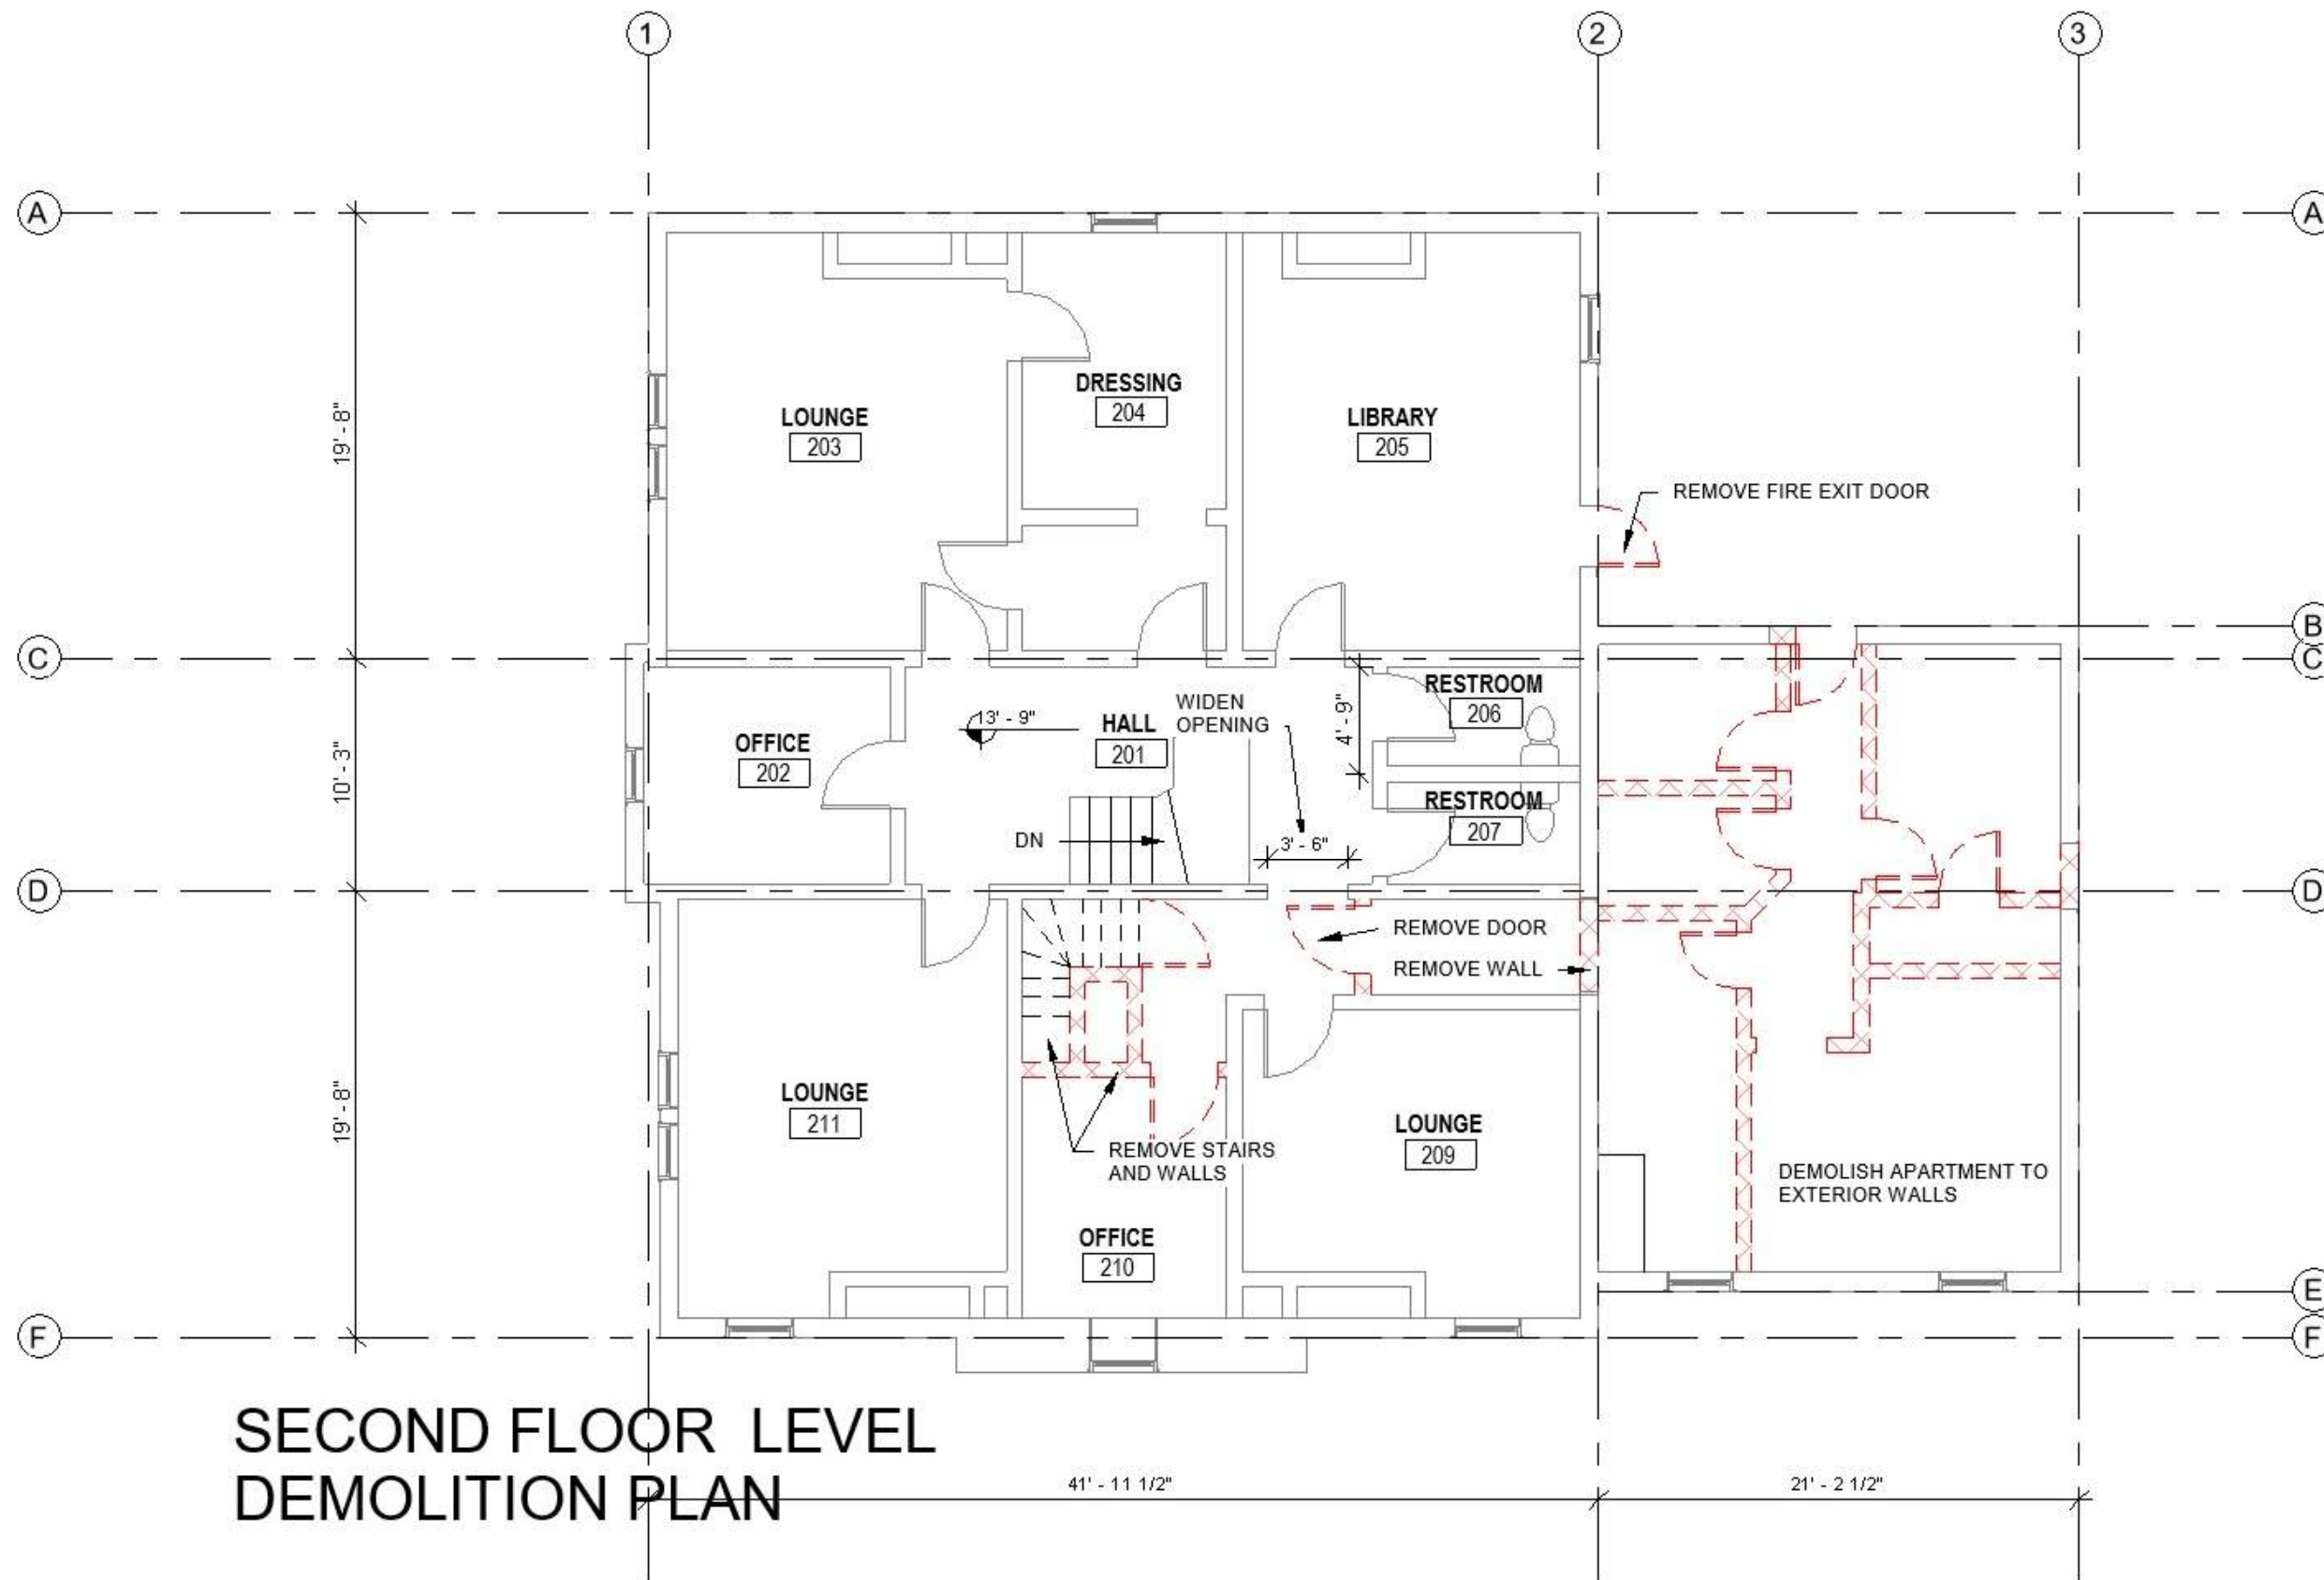 1
2
3
A
A
19' - 8"
DRESSING
204
LOUNGE
203
LIBRARY
205
REMOVE FIRE EXIT DOOR
B
C
C
RESTROOM
206
WIDEN
OPENING
4' - 9"
13' - 9"
HALL
201
OFFICE
202
10' - 3"
RESTROOM
207
DN
3' - 6"
D
D
REMOVE DOOR
REMOVE WALL
19' - 8"
LOUNGE
211
LOUNGE
209
REMOVE STAIRS
AND WALLS
DEMOLISH APARTMENT TO
EXTERIOR WALLS
OFFICE
210
E
F
F
SECOND FLOOR LEVEL
DEMOLITION PLAN
41' - 11 1/2"
21' - 2 1/2"